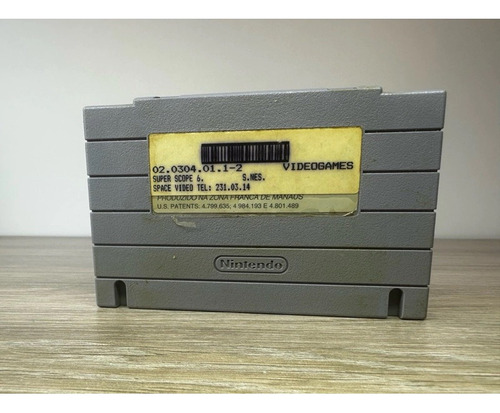 02.0304.01.1-2 VIDEOGAMES
SUPER SCOPE 6. S.NES.
SPACE VIDEO TEL: 231.03.14
PRODUZIDO NA ZONA FRANCA DE MANAUS
U.S. PATENTS: 4.799.635, 4 984.193 E 4.801.489
Nintendo